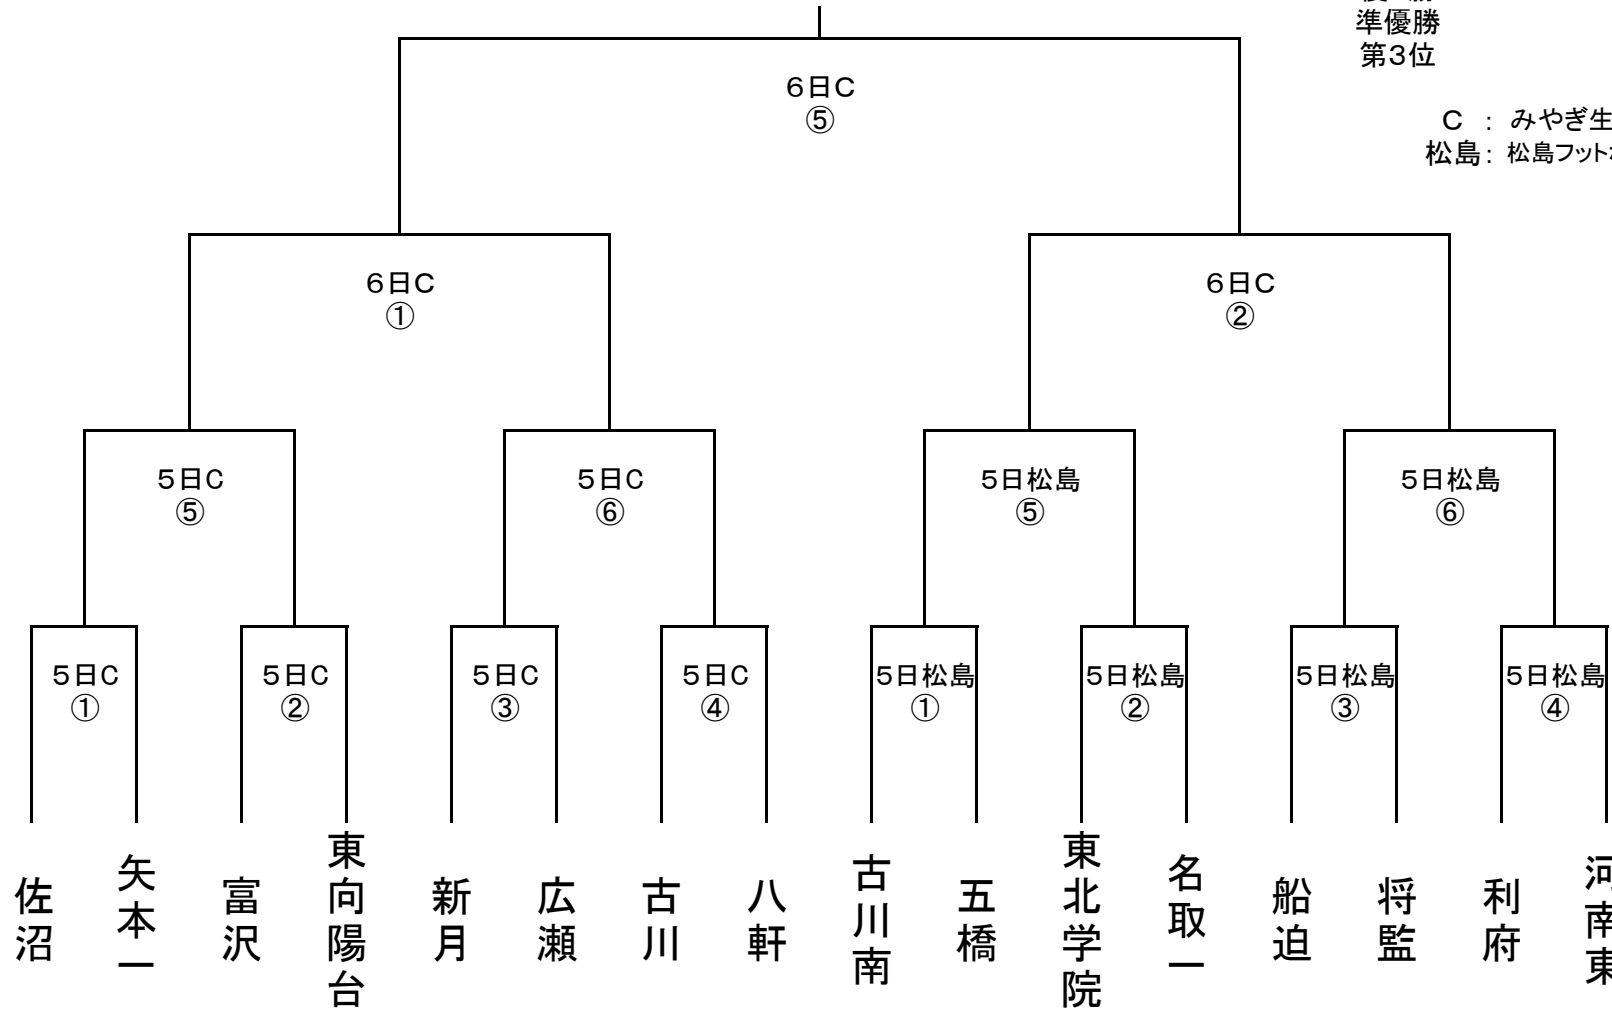 準優勝
第３位
６日Ｃ
⑤
Ｃ ： みやぎ生
松島： 松島フット
６日Ｃ
①
６日Ｃ
②
５日Ｃ
⑤
５日Ｃ
⑥
５日松島
⑤
５日松島
⑥
５日Ｃ
①
５日Ｃ
②
５日Ｃ
③
５日Ｃ
④
５日松島
①
５日松島
②
５日松島
③
５日松島
④
佐沼
矢本一
富沢
東向陽台
新月
広瀬
古川
八軒
古川南
五橋
東北学院
名取一
船迫
将監
利府
河南東